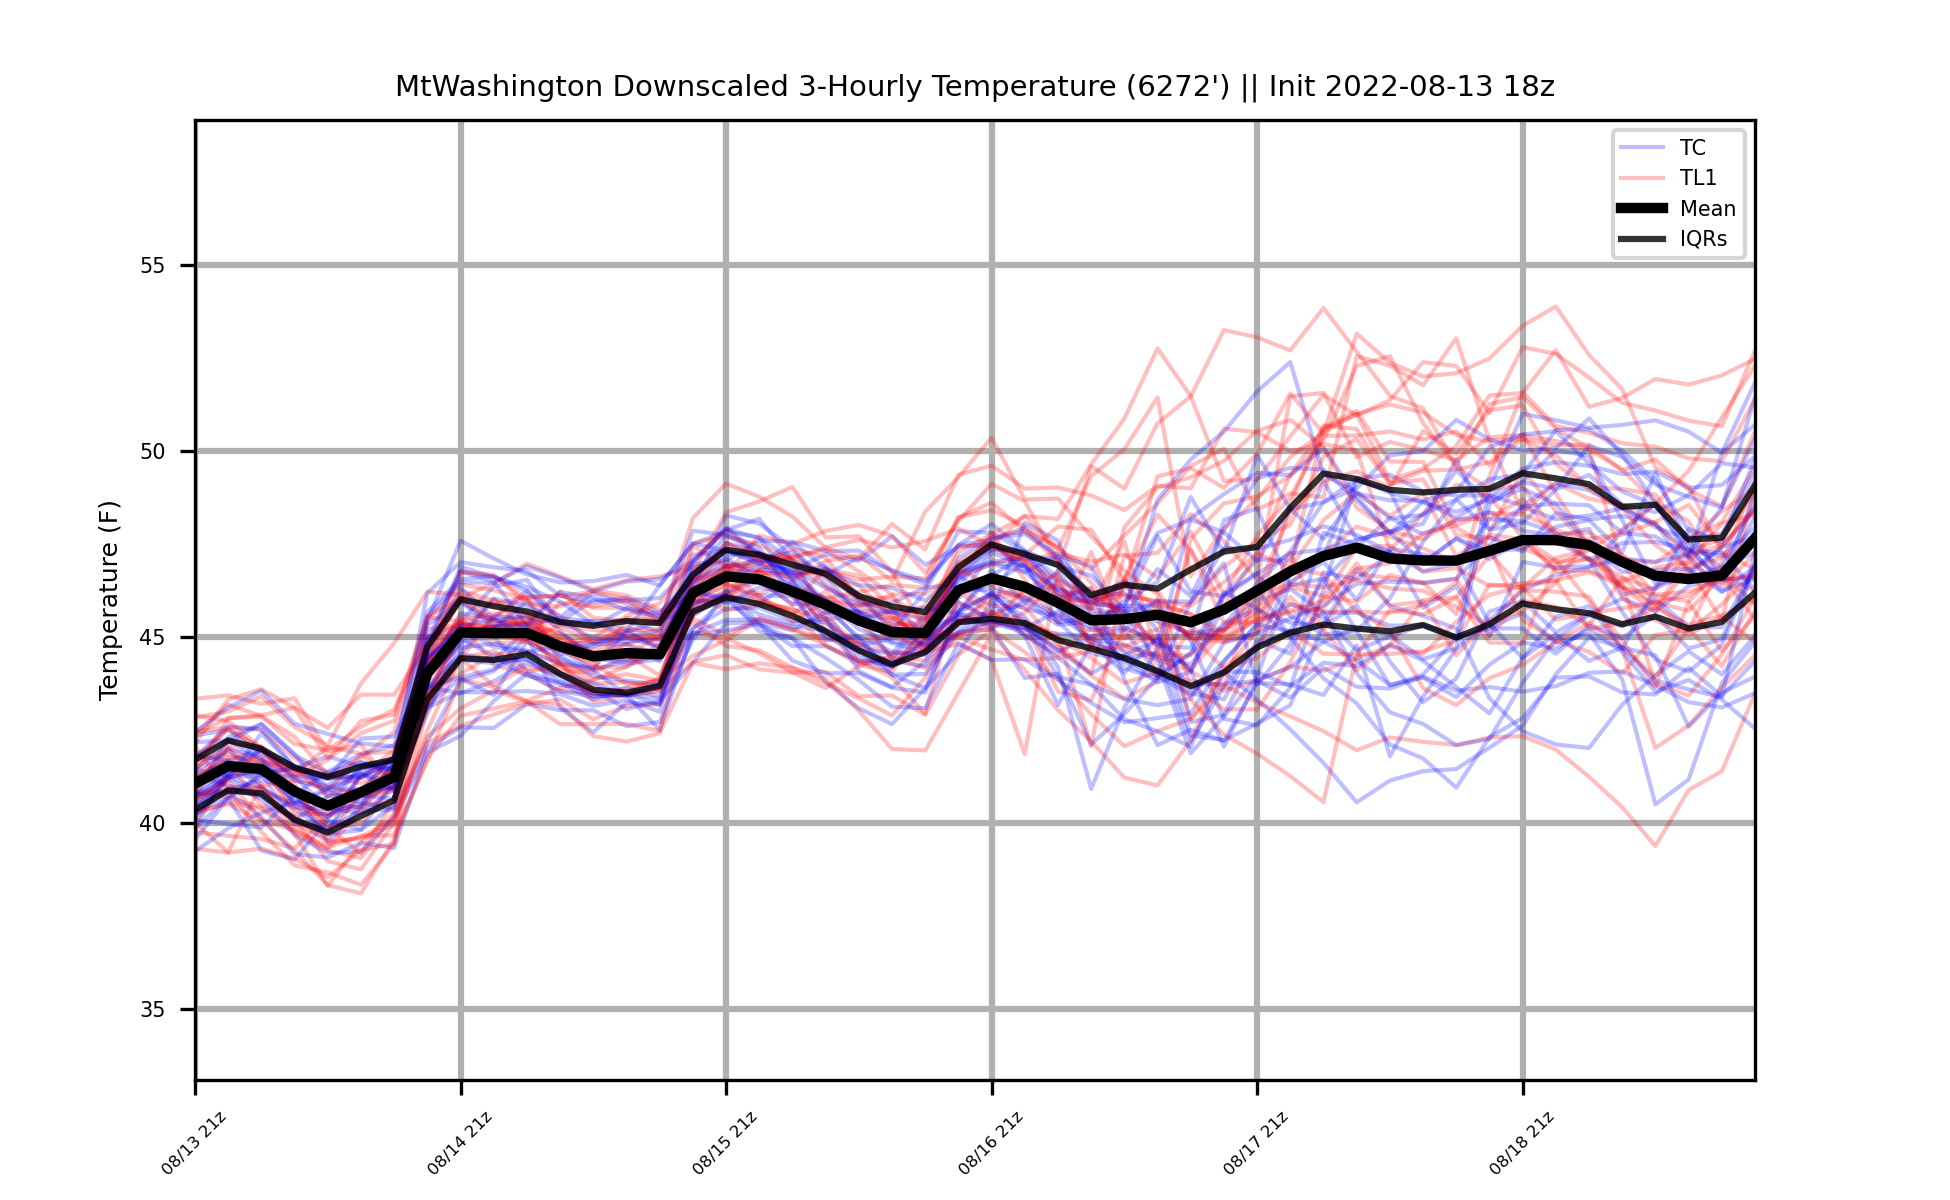 MtWashington Downscaled 3-Hourly Temperature (6272') || Init 2022-08-13 18z
TC
TL1
Mean
IQRs
Temperature (F)
55
50
45
40
35
08/13 21z
08/14 21z
08/15 21z
08/16 21z
08/17 21z
08/18 21z